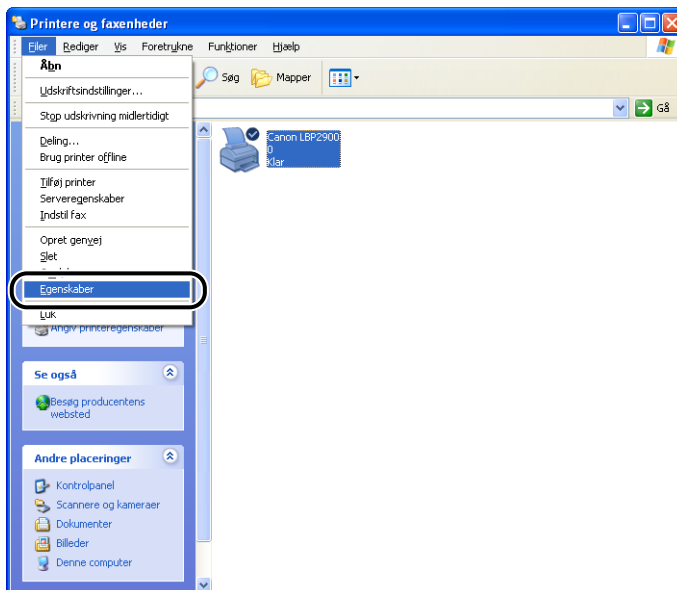 Printere og faxenheder
Filer Rediger Vis Foretrukne Funktioner Hjælp
Søg Mapper
Gå
Åbn
Udskriftsindstillinger...
Stop udskrivning midlertidigt
Deling...
Brug printer offline
Tilføj printer
Serveregenskaber
Indstil fax
Opret genvej
Slet
Egenskaber
Luk
Angiv printeregenskaber
Se også
Besøg producentens
websted
Andre placeringer
Kontrolpanel
Scannere og kameraer
Dokumenter
Billeder
Denne computer
Canon LBP2900
0
Klar